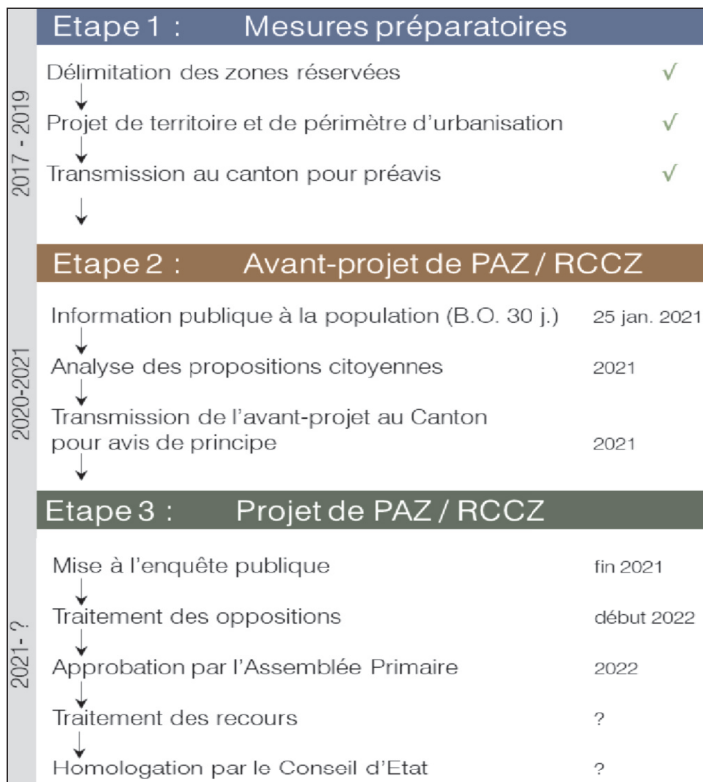 Etape 1 : Mesures préparatoires
2017 - 2019
Délimitation des zones réservées √
Projet de territoire et de périmètre d'urbanisation √
Transmission au canton pour préavis √
Etape 2 : Avant-projet de PAZ / RCCZ
2020-2021
Information publique à la population (B.O. 30 j.) 25 jan. 2021
Analyse des propositions citoyennes 2021
Transmission de l'avant-projet au Canton
pour avis de principe 2021
Etape 3 : Projet de PAZ / RCCZ
2021- ?
Mise à l'enquête publique fin 2021
Traitement des oppositions début 2022
Approbation par l'Assemblée Primaire 2022
Traitement des recours ?
Homologation par le Conseil d'Etat ?